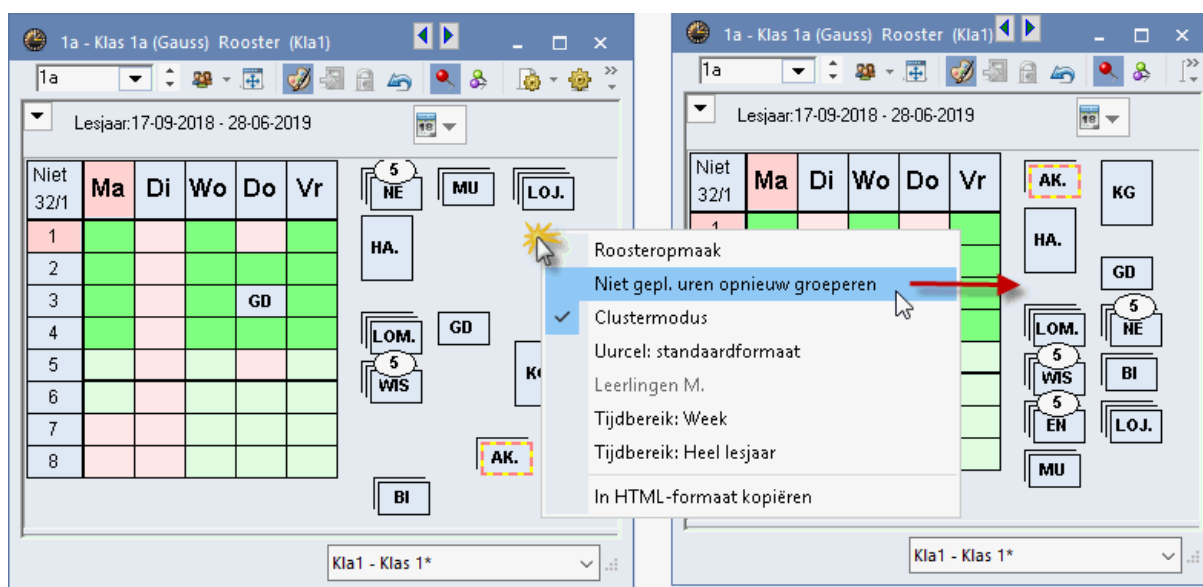 1a - Klas 1a (Gauss) Rooster (Kla1)
1a
Lesjaar:17-09-2018 - 28-06-2019
18
Niet 32/1 Ma Di Wo Do Vr
1
2
3 GD
4
5
6
7
8
5
NE MU LOJ.
HA.
LOM. GD
5
WIS
AK.
BI
Kla1 - Klas 1*
Roosteropmaak
Niet gepl. uren opnieuw groeperen
Clustermodus
Uurcel: standaardformaat
Leerlingen M.
Tijdbereik: Week
Tijdbereik: Heel lesjaar
In HTML-formaat kopiëren
1a - Klas 1a (Gauss) Rooster (Kla1)
1a
Lesjaar:17-09-2018 - 28-06-2019
18
Niet 32/1 Ma Di Wo Do Vr
1
AK. KG
HA.
GD
5
LOM. NE
5
WIS BI
5
EN LOJ.
MU
Kla1 - Klas 1*